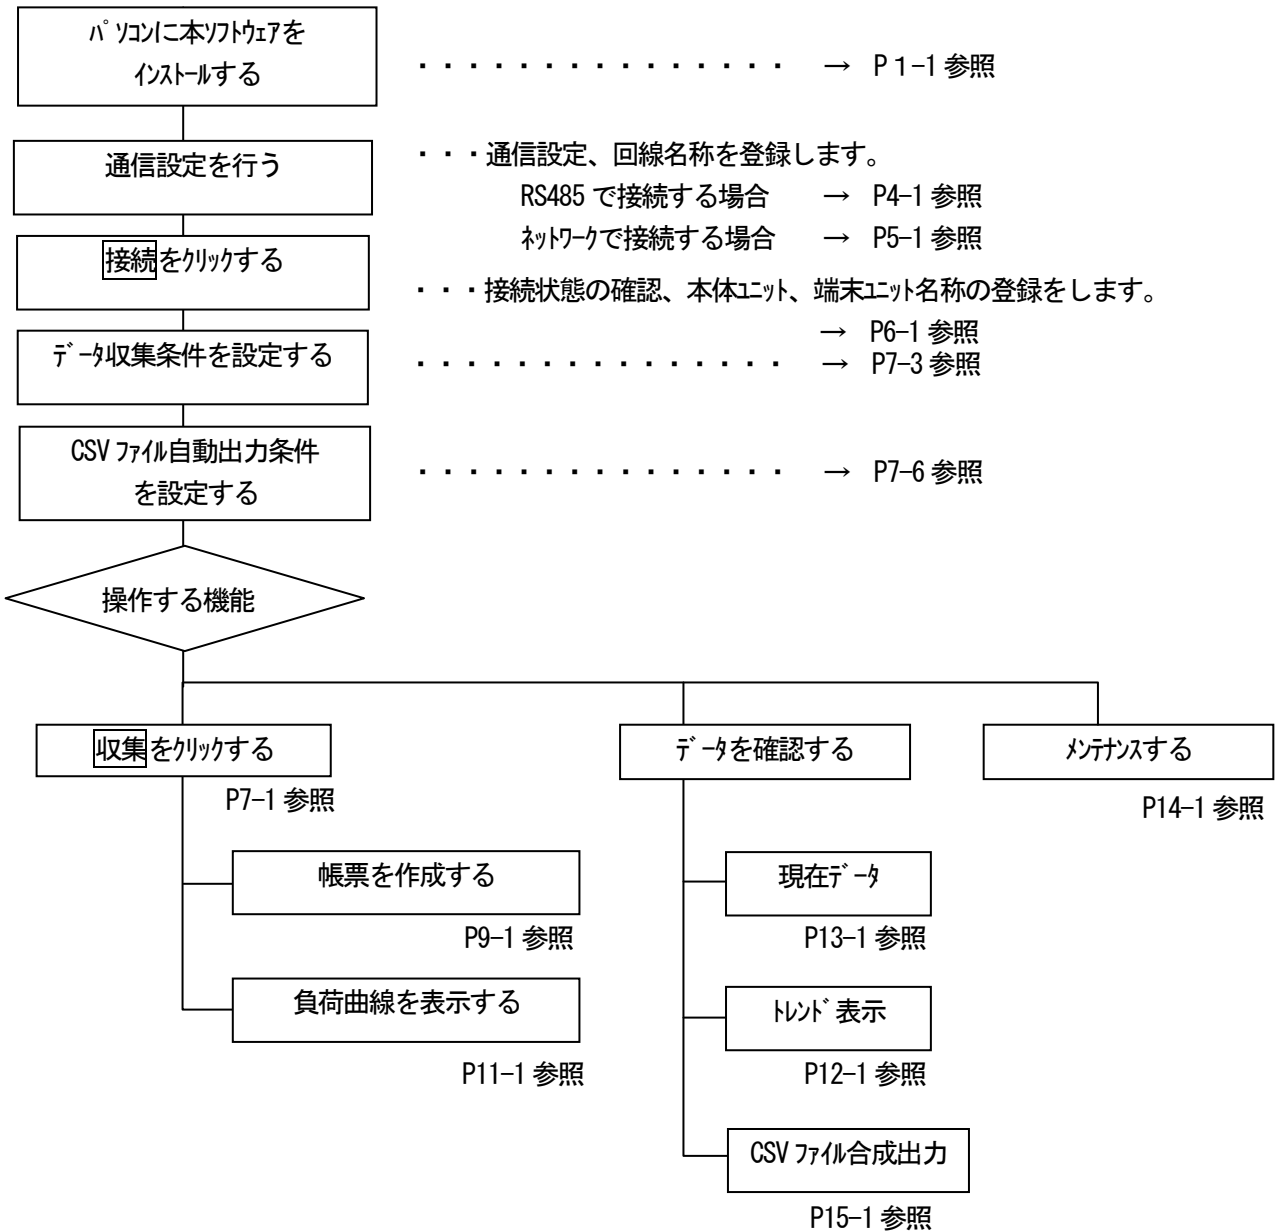 ﾊﾟｿｺﾝに本ｿﾌﾄｳｪｱを
ｲﾝｽﾄｰﾙする
・・・・・・・・・・・・・・・ → P１-1 参照
通信設定を行う
・・・通信設定、回線名称を登録します。
RS485 で接続する場合 → P4-1 参照
ﾈｯﾄﾜｰｸで接続する場合 → P5-1 参照
接続をｸﾘｯｸする
・・・接続状態の確認、本体ﾕﾆｯﾄ、端末ﾕﾆｯﾄ名称の登録をします。
→ P6-1 参照
ﾃﾞｰﾀ収集条件を設定する
・・・・・・・・・・・・・・・ → P7-3 参照
CSV ﾌｧｲﾙ自動出力条件
を設定する
・・・・・・・・・・・・・・・ → P7-6 参照
操作する機能
収集をｸﾘｯｸする
P7-1 参照
帳票を作成する
P9-1 参照
負荷曲線を表示する
P11-1 参照
ﾃﾞｰﾀを確認する
現在ﾃﾞｰﾀ
P13-1 参照
ﾄﾚﾝﾄﾞ表示
P12-1 参照
CSV ﾌｧｲﾙ合成出力
P15-1 参照
ﾒﾝﾃﾅﾝｽする
P14-1 参照